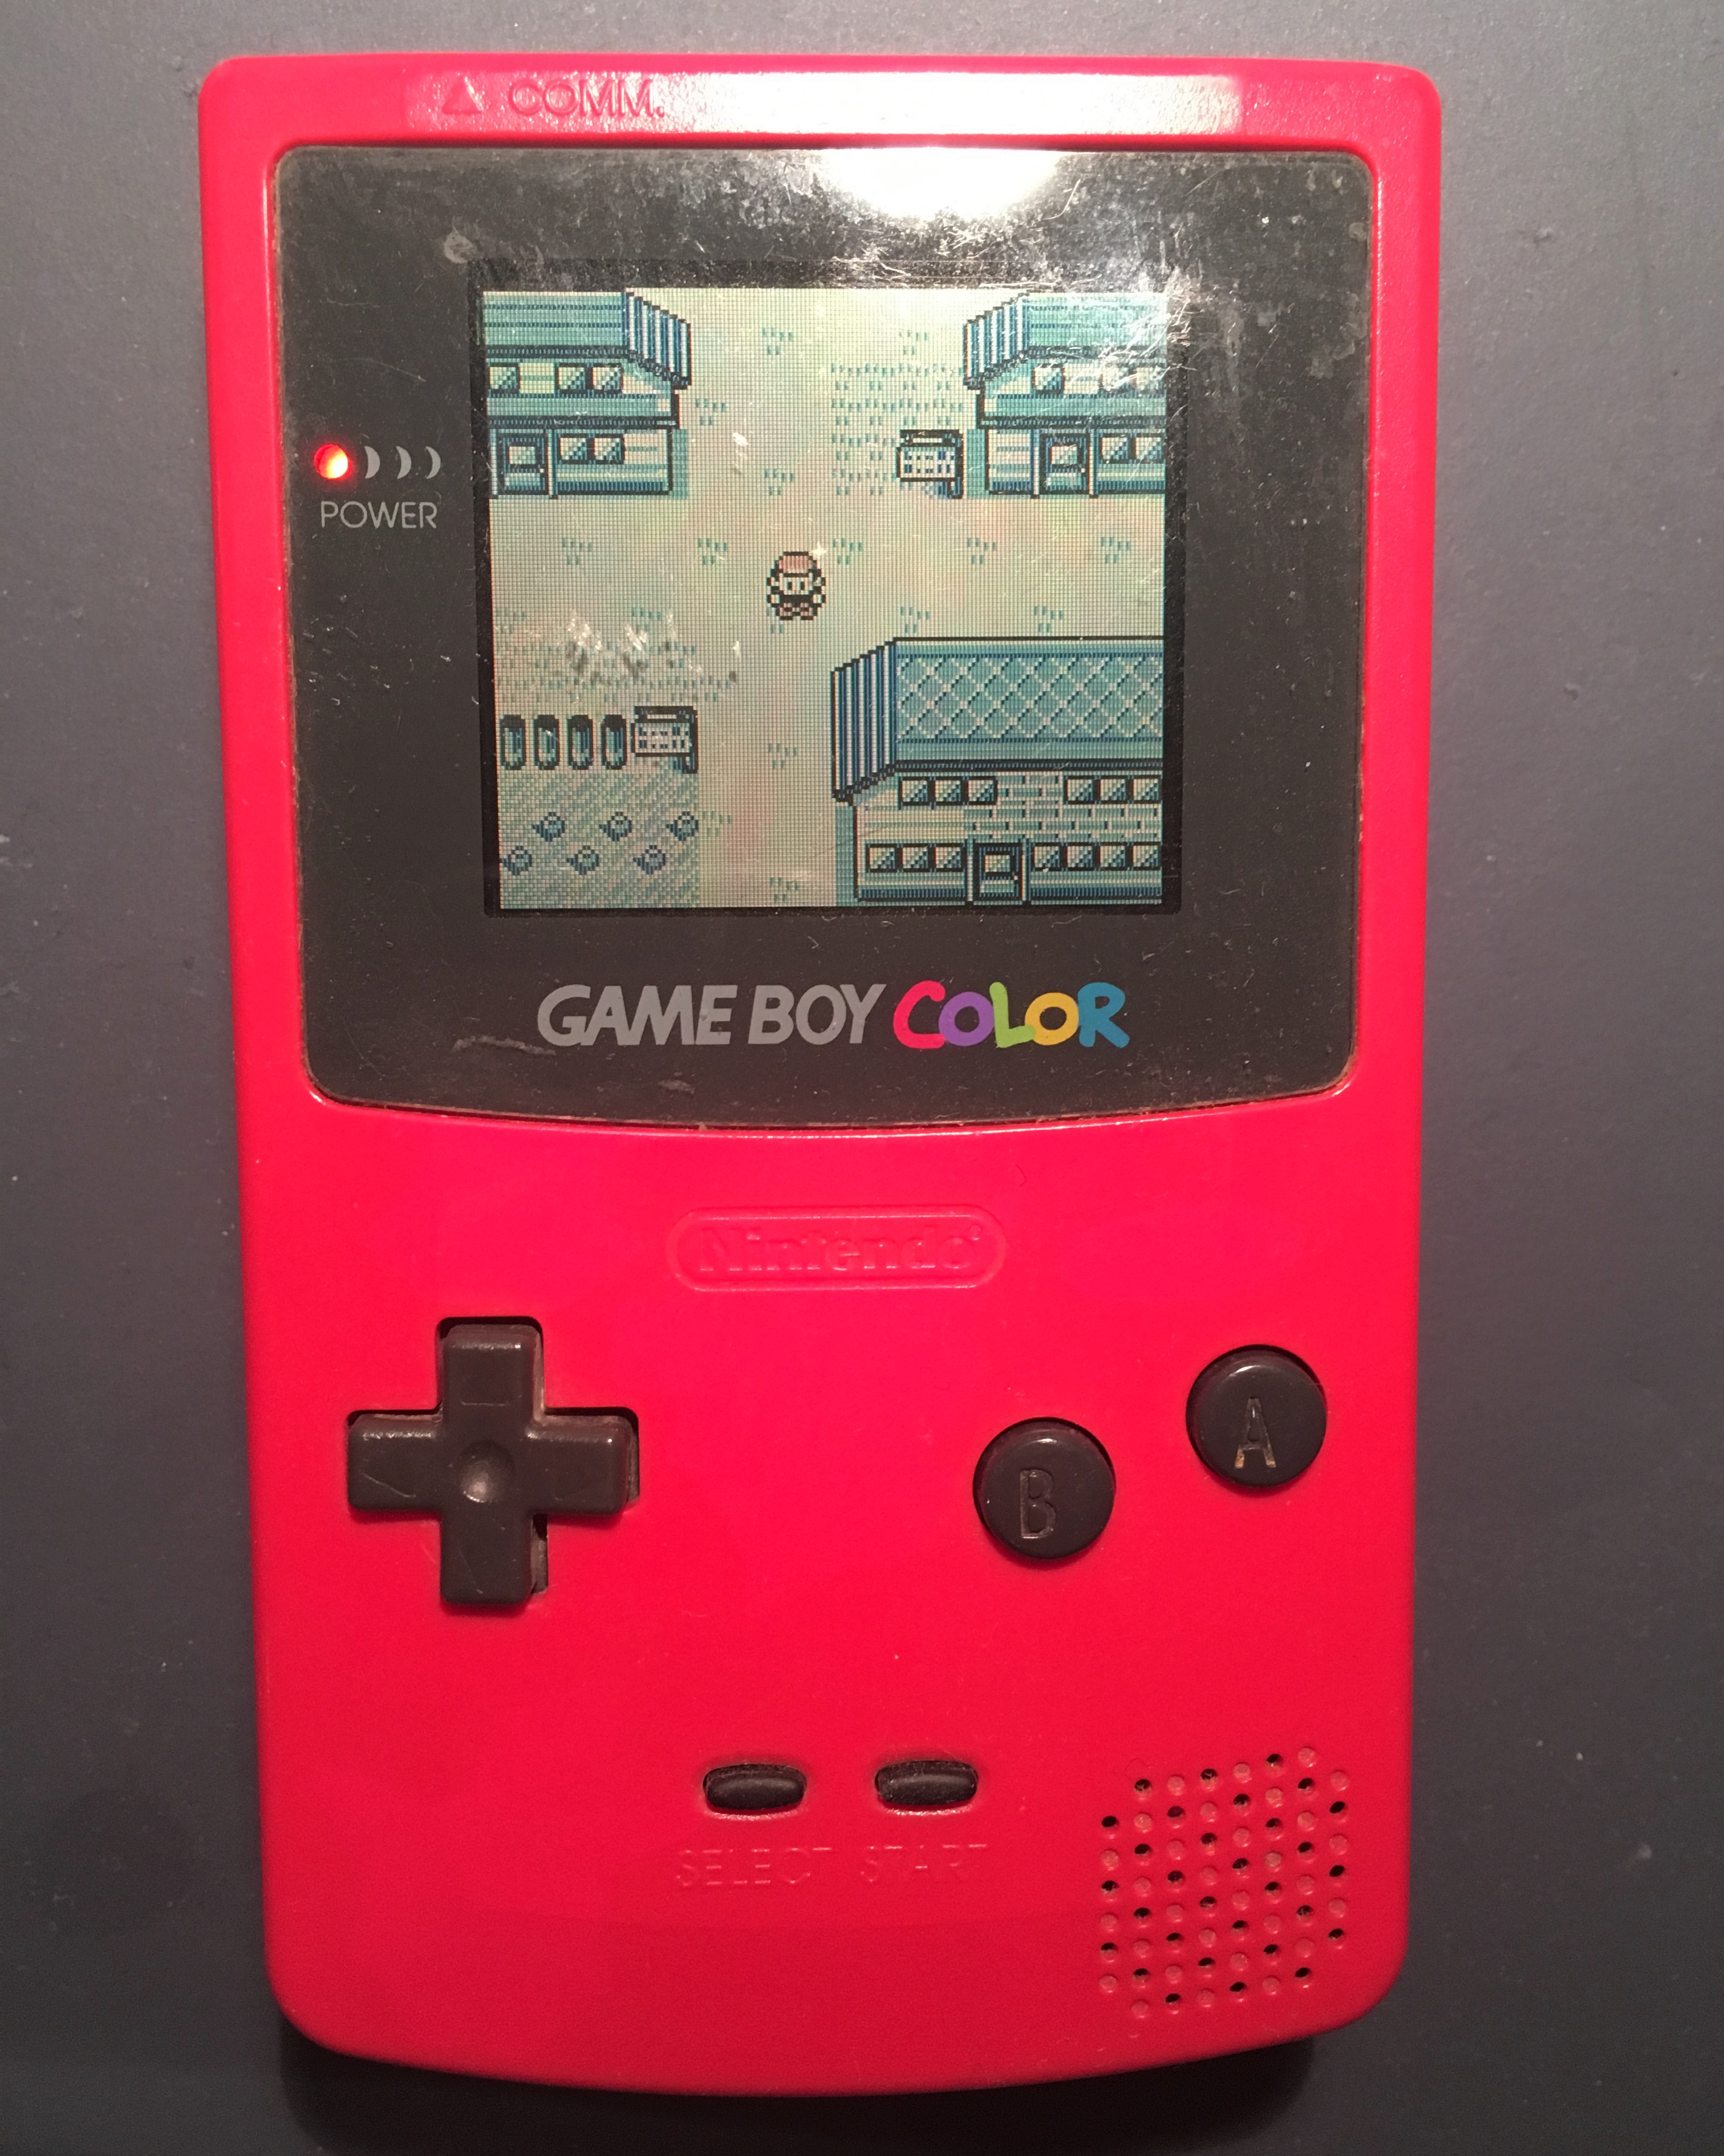 ▲ COMM.
POWER
GAME BOY COLOR
Nintendo®
A
B
SELECT START